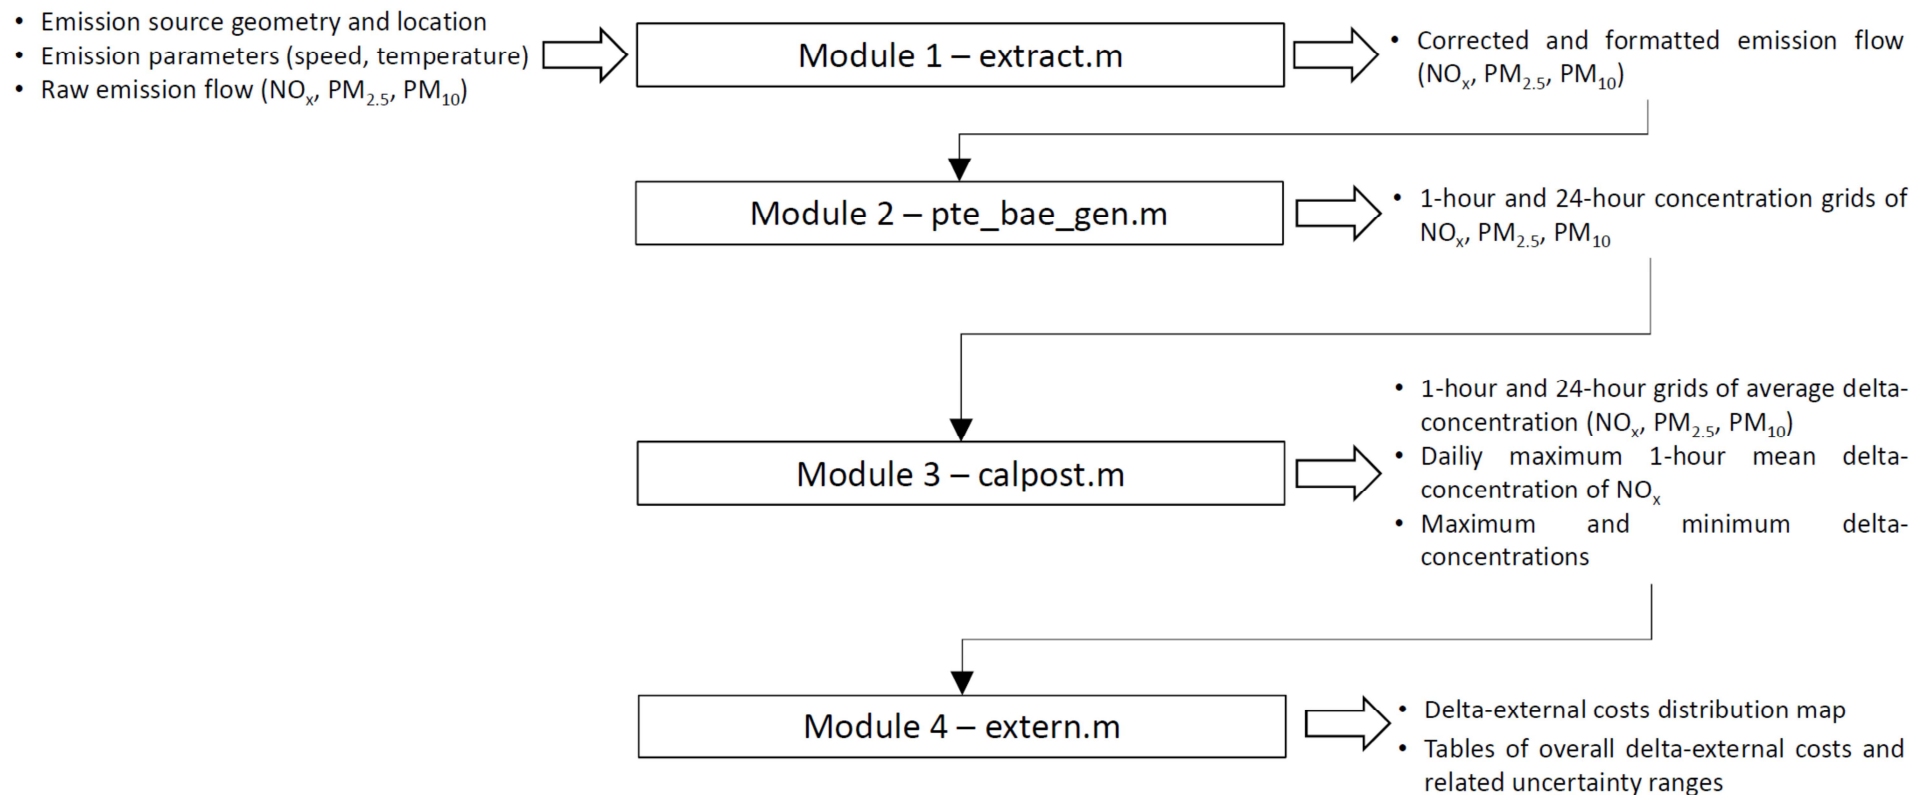 • Emission source geometry and location
• Emission parameters (speed, temperature)
• Raw emission flow (NOx, PM2.5, PM10)
Module 1 – extract.m
• Corrected and formatted emission flow
(NOx, PM2.5, PM10)
Module 2 – pte_bae_gen.m
• 1-hour and 24-hour concentration grids of
NOx, PM2.5, PM10
Module 3 – calpost.m
• 1-hour and 24-hour grids of average delta-
concentration (NOx, PM2.5, PM10)
• Dailiy maximum 1-hour mean delta-
concentration of NOx
• Maximum and minimum delta-
concentrations
Module 4 – extern.m
• Delta-external costs distribution map
• Tables of overall delta-external costs and
related uncertainty ranges